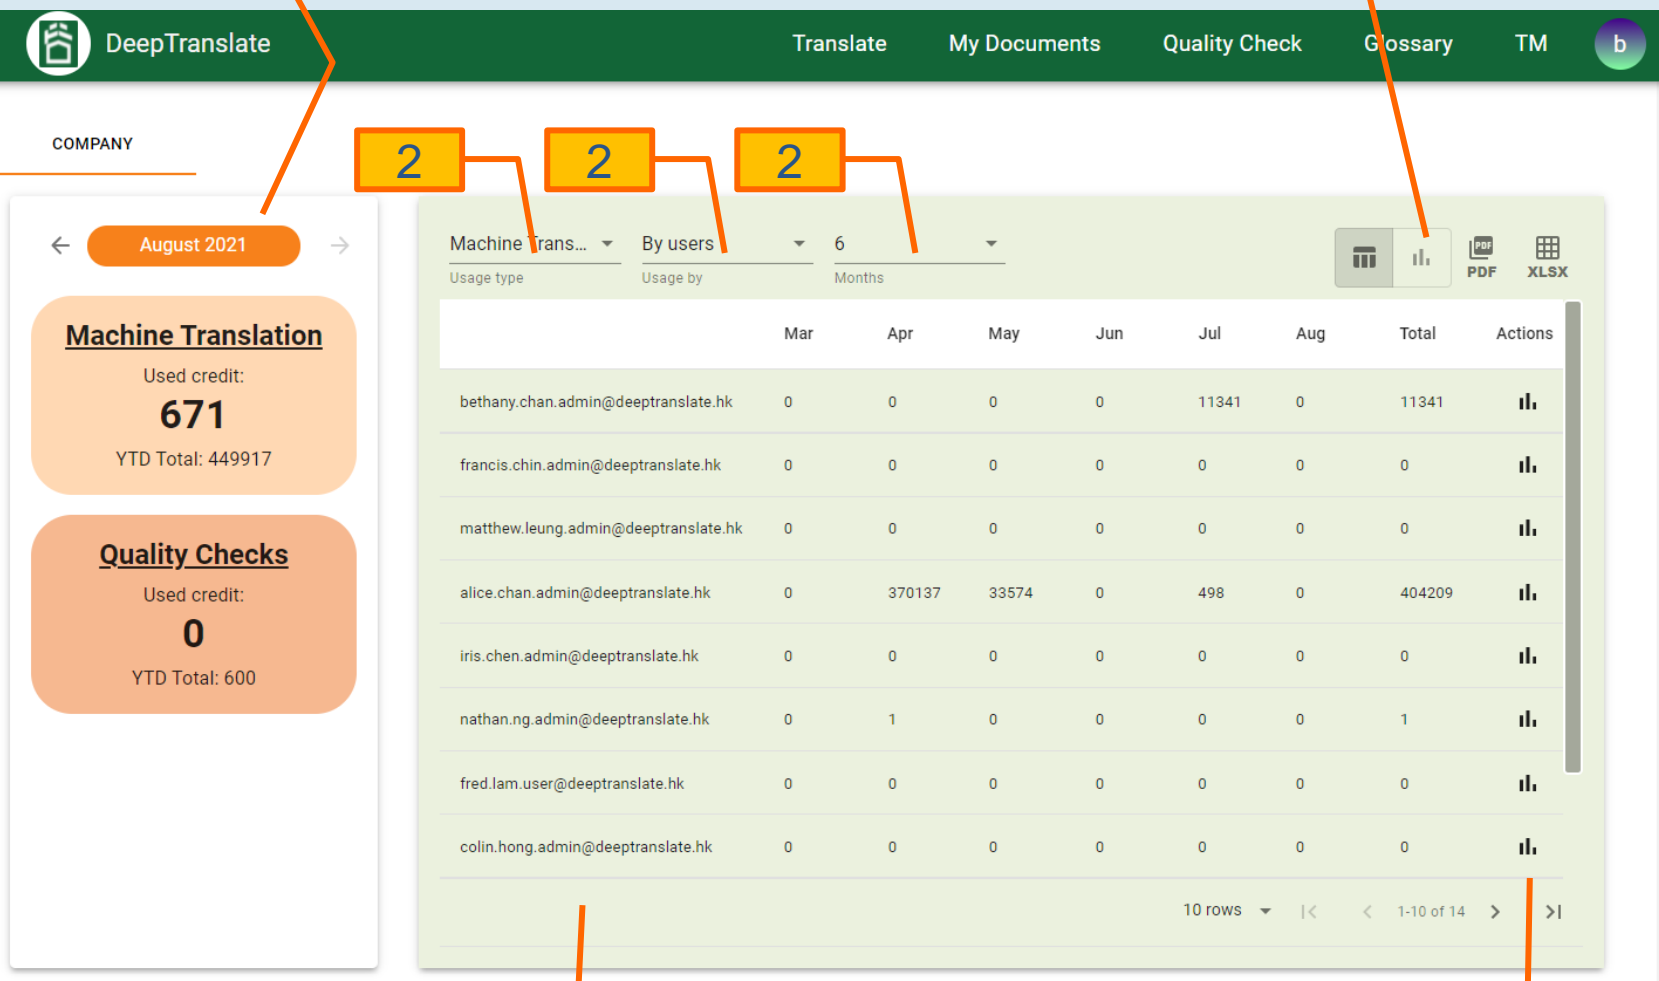 DeepTranslate Translate My Documents Quality Check Glossary TM b
COMPANY
2 2 2
August 2021
Machine Translation
Used credit:
671
YTD Total: 449917
Quality Checks
Used credit:
0
YTD Total: 600
Machine Trans... By users 6
Usage type Usage by Months
PDF
PDF XLSX
Mar Apr May Jun Jul Aug Total Actions
bethany.chan.admin@deeptranslate.hk 0 0 0 0 11341 0 11341
francis.chin.admin@deeptranslate.hk 0 0 0 0 0 0 0
matthew.leung.admin@deeptranslate.hk 0 0 0 0 0 0 0
alice.chan.admin@deeptranslate.hk 0 370137 33574 0 498 0 404209
iris.chen.admin@deeptranslate.hk 0 0 0 0 0 0 0
nathan.ng.admin@deeptranslate.hk 0 1 0 0 0 0 1
fred.lam.user@deeptranslate.hk 0 0 0 0 0 0 0
colin.hong.admin@deeptranslate.hk 0 0 0 0 0 0 0
10 rows 1-10 of 14